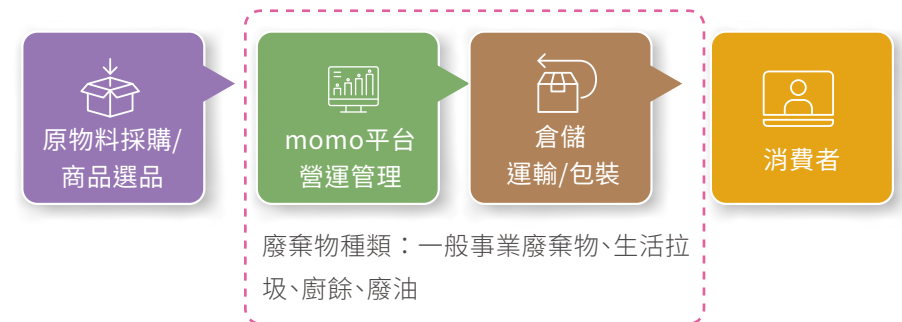 原物料採購/
商品選品
momo平台
營運管理
倉儲
運輸/包裝
消費者
廢棄物種類：一般事業廢棄物、生活垃
圾、廚餘、廢油